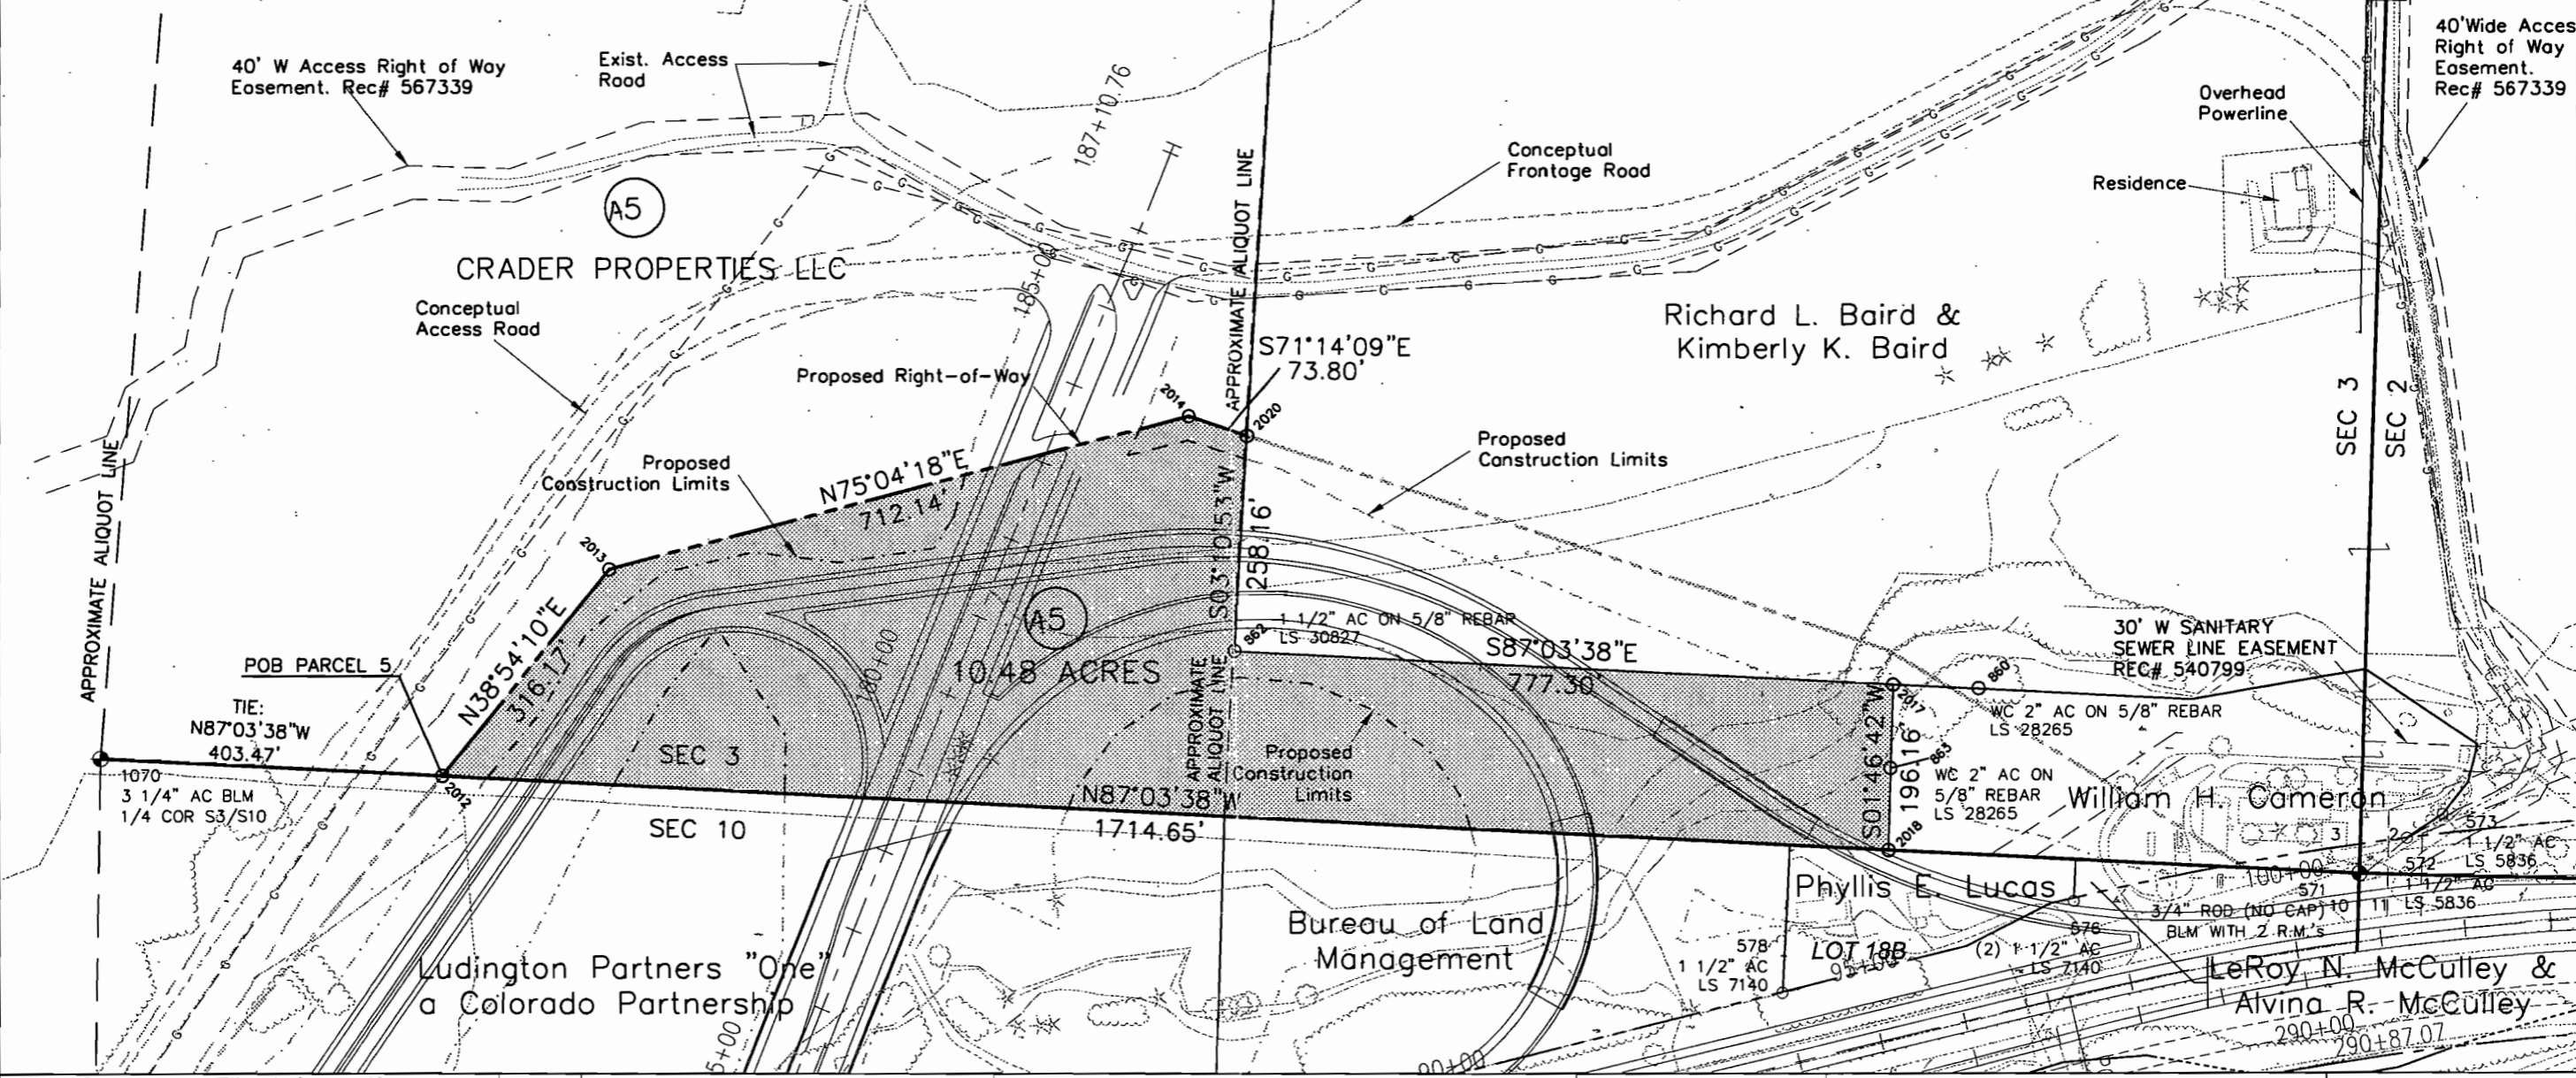 40' W Access Right of Way
Easement. Rec# 567339
Exist. Access
Road
187+10.76
APPROXIMATE ALIQUOT LINE
Conceptual
Frontage Road
Overhead
Powerline
40'Wide Acces
Right of Way
Easement.
Rec# 567339
Residence
A5
CRADER PROPERTIES LLC
185+00
Conceptual
Access Road
Richard L. Baird &
Kimberly K. Baird
S71°14'09"E
73.80'
Proposed Right-of-Way
2014
2020
SEC 3
SEC 2
Proposed
Construction Limits
Proposed
Construction Limits
N75°04'18"E
712.14'
APPROXIMATE ALIQUOT LINE
2013
S03°10'53"W
258.16'
N38°54'10"E
316.17'
A5
10.48 ACRES
180+00
862
1 1/2" AC ON 5/8" REBAR
LS 30827
S87°03'38"E
777.30'
30' W SANITARY
SEWER LINE EASEMENT
REC# 540799
POB PARCEL 5
TIE:
N87°03'38"W
403.47'
860
2017
WC 2" AC ON 5/8" REBAR
LS 28265
APPROXIMATE
ALIQUOT LINE
S01°46'42"W
196.16'
863
WC 2" AC ON
5/8" REBAR
LS 28265
William H. Cameron
SEC 3
Proposed
Construction
Limits
1070
3 1/4" AC BLM
1/4 COR S3/S10
2012
N87°03'38"W
1714.65'
SEC 10
2018
3
2
573
1 1/2" AC
LS 5836
572
1 1/2" AC
LS 5836
100+00
571
3/4" ROD (NO CAP)
BLM WITH 2 R.M.'s
10
11
Phyllis E. Lucas
576
(2) 1 1/2" AC
LS 7140
LOT 18B
95+00
578
1 1/2" AC
LS 7140
Bureau of Land
Management
Ludington Partners "One"
a Colorado Partnership
LeRoy N. McCulley &
Alvina R. McCulley
290+00
290+87.07
5+00
90+00
G